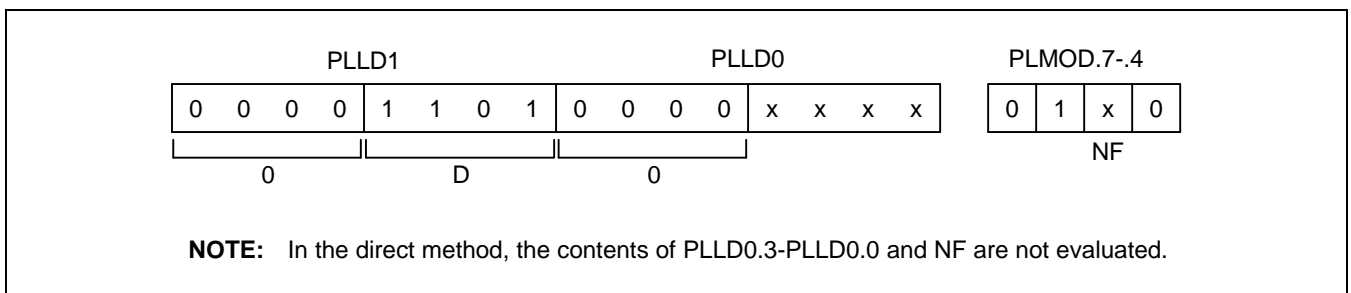 PLLD1 PLLD0 PLMOD.7-.4
0 0 0 0 1 1 0 1 0 0 0 0 x x x x 0 1 x 0
0 D 0 NF
NOTE: In the direct method, the contents of PLLD0.3-PLLD0.0 and NF are not evaluated.